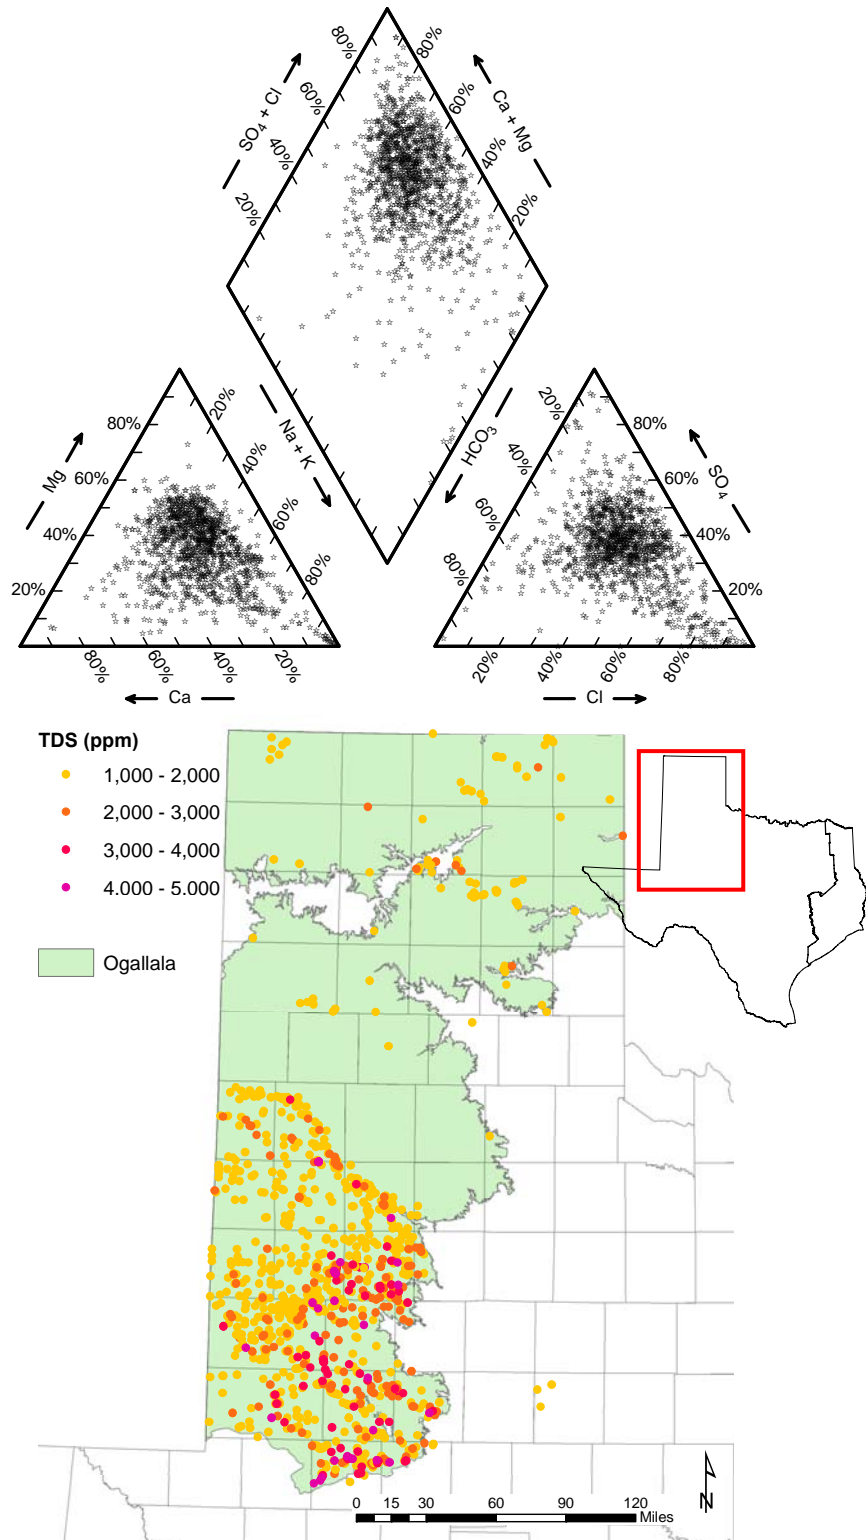 80%
80%
60%
60%
40%
40%
20%
20%
SO4 + Cl
Ca + Mg
Na + K
HCO3
80%
60%
40%
20%
20%
40%
60%
80%
Mg
80%
60%
40%
20%
Ca
20%
40%
60%
80%
80%
60%
40%
20%
SO4
20%
40%
60%
80%
Cl
TDS (ppm)
1,000 - 2,000
2,000 - 3,000
3,000 - 4,000
4.000 - 5.000
Ogallala
N
0 15 30 60 90 120
Miles